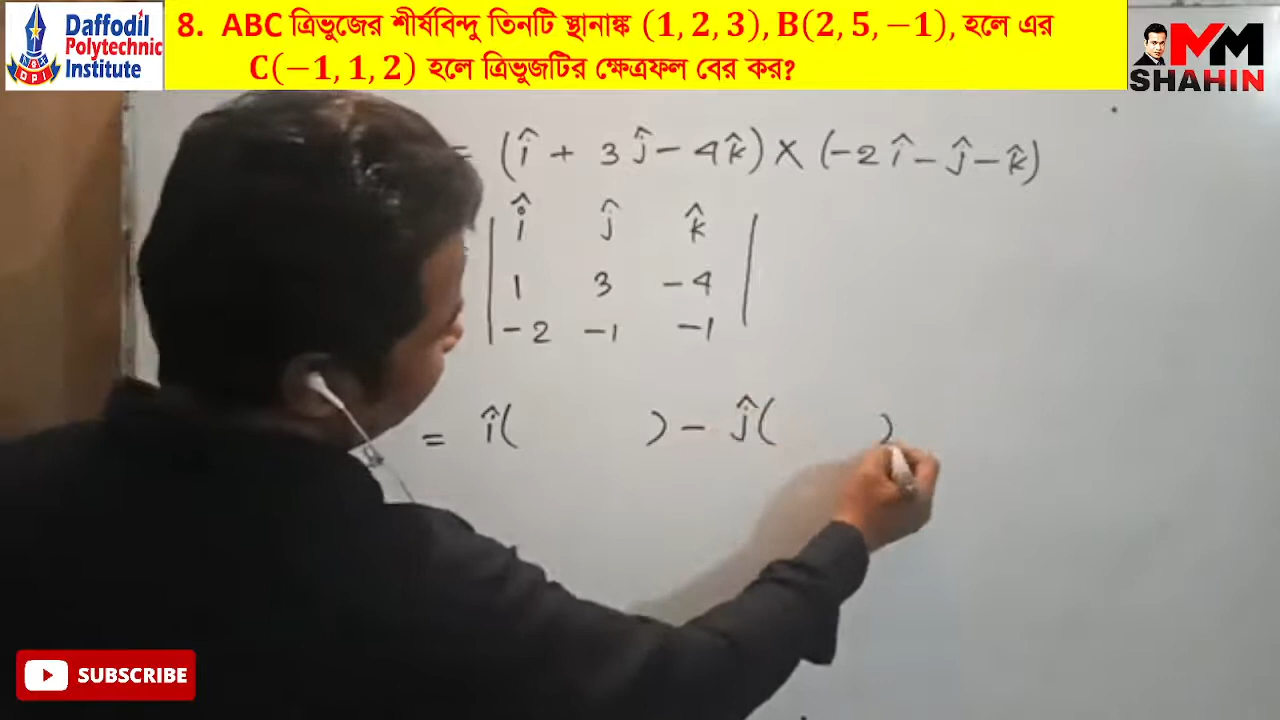 Daffodil
Polytechnic
Institute
DPI
8. ABC ত্রিভুজের শীর্ষবিন্দু তিনটি স্থানাঙ্ক (1, 2, 3), B(2, 5, −1), হলে এর
C(−1, 1, 2) হলে ত্রিভুজটির ক্ষেত্রফল বের কর?
MM
SHAHIN
= (î + 3ĵ − 4k̂) × (−2î − ĵ − k̂)
î ĵ k̂
1 3 −4
−2 −1 −1
= î( ) − ĵ( )
SUBSCRIBE